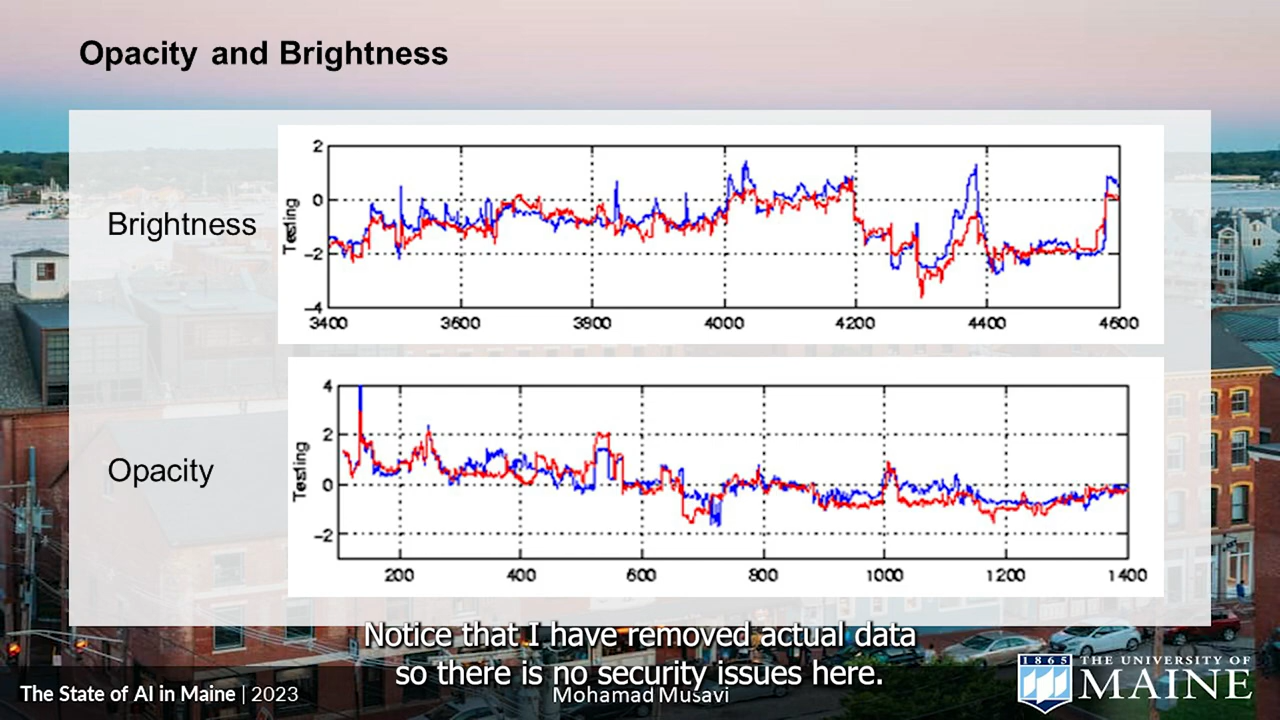 Opacity and Brightness
Brightness
Testing
2
0
-2
-4
3400 3600 3800 4000 4200 4400 4600
Opacity
Testing
4
2
0
-2
200 400 600 800 1000 1200 1400
Notice that I have removed actual data
so there is no security issues here.
The State of AI in Maine | 2023
Mohamad Musavi
1865
THE UNIVERSITY OF
MAINE